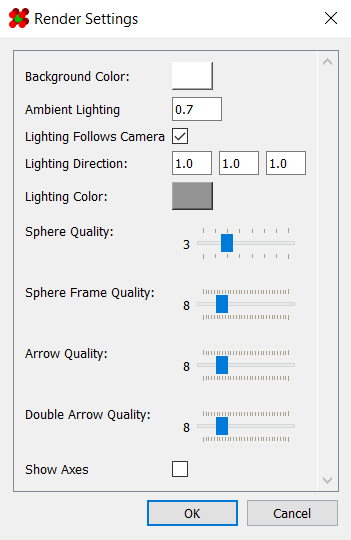 Render Settings
Background Color:
Ambient Lighting 0.7
Lighting Follows Camera
Lighting Direction: 1.0 1.0 1.0
Lighting Color:
Sphere Quality: 3
Sphere Frame Quality: 8
Arrow Quality: 8
Double Arrow Quality: 8
Show Axes
OK Cancel